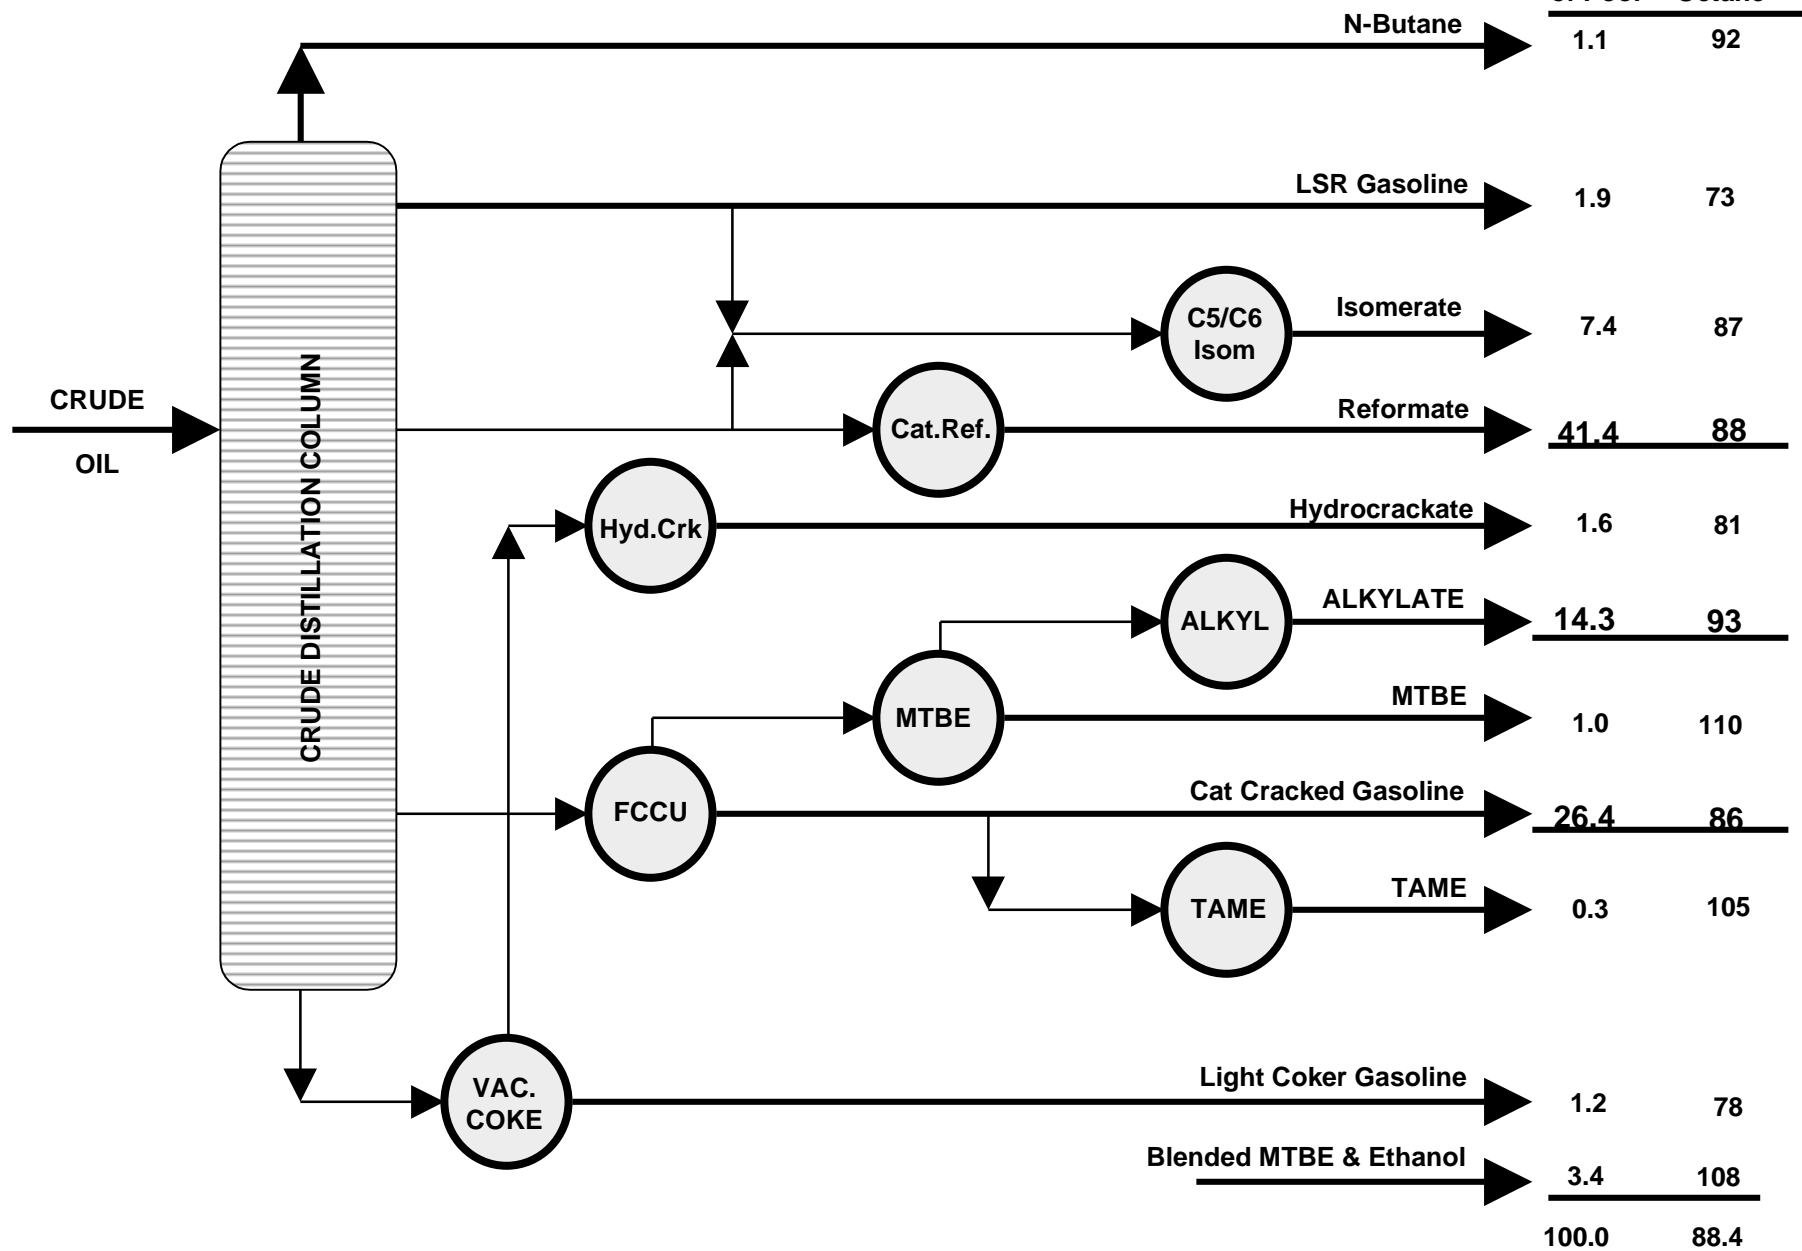 N-Butane
1.1 92
LSR Gasoline
1.9 73
C5/C6
Isom
Isomerate
7.4 87
CRUDE
OIL
CRUDE DISTILLATION COLUMN
Cat.Ref.
Reformate
41.4 88
Hyd.Crk
Hydrocrackate
1.6 81
ALKYL
ALKYLATE
14.3 93
MTBE
MTBE
1.0 110
FCCU
Cat Cracked Gasoline
26.4 86
TAME
TAME
0.3 105
VAC.
COKE
Light Coker Gasoline
1.2 78
Blended MTBE & Ethanol
3.4 108
100.0 88.4